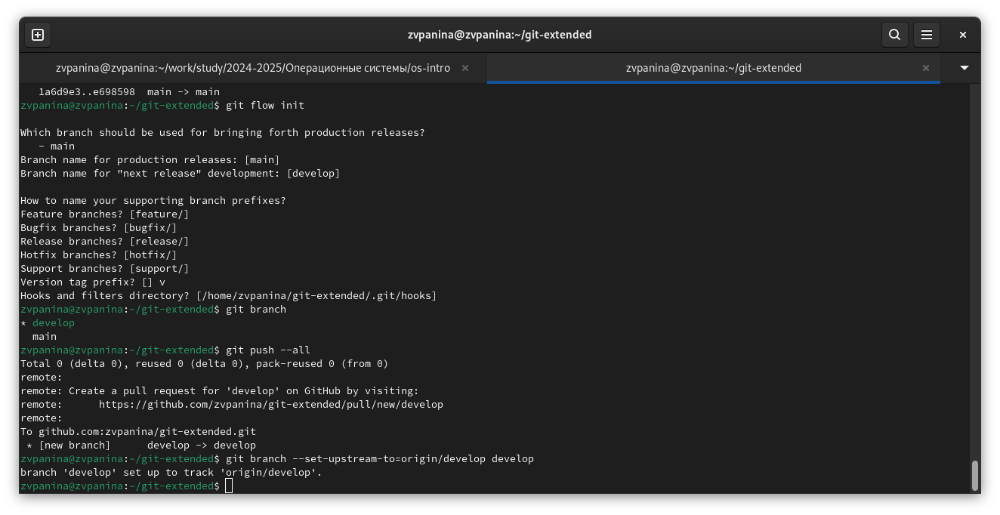 zvpanina@zvpanina:~/git-extended
zvpanina@zvpanina:~/work/study/2024-2025/Операционные системы/os-intro
zvpanina@zvpanina:~/git-extended
   1a6d9e3..e698598  main -> main
zvpanina@zvpanina:~/git-extended$ git flow init

Which branch should be used for bringing forth production releases?
   - main
Branch name for production releases: [main]
Branch name for "next release" development: [develop]

How to name your supporting branch prefixes?
Feature branches? [feature/]
Bugfix branches? [bugfix/]
Release branches? [release/]
Hotfix branches? [hotfix/]
Support branches? [support/]
Version tag prefix? [] v
Hooks and filters directory? [/home/zvpanina/git-extended/.git/hooks]
zvpanina@zvpanina:~/git-extended$ git branch
* develop
  main
zvpanina@zvpanina:~/git-extended$ git push --all
Total 0 (delta 0), reused 0 (delta 0), pack-reused 0 (from 0)
remote:
remote: Create a pull request for 'develop' on GitHub by visiting:
remote:      https://github.com/zvpanina/git-extended/pull/new/develop
remote:
To github.com:zvpanina/git-extended.git
 * [new branch]      develop -> develop
zvpanina@zvpanina:~/git-extended$ git branch --set-upstream-to=origin/develop develop
branch 'develop' set up to track 'origin/develop'.
zvpanina@zvpanina:~/git-extended$